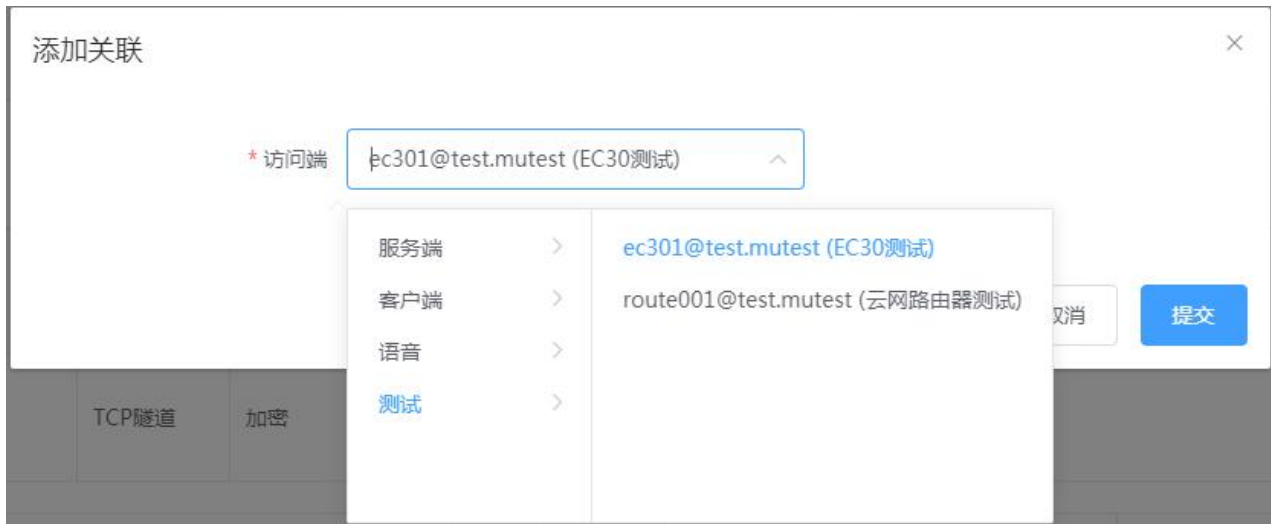 添加关联
* 访问端 ec301@test.mutest (EC30测试)
服务端
客户端
语音
测试
ec301@test.mutest (EC30测试)
route001@test.mutest (云网路由器测试)
取消 提交
TCP隧道 加密